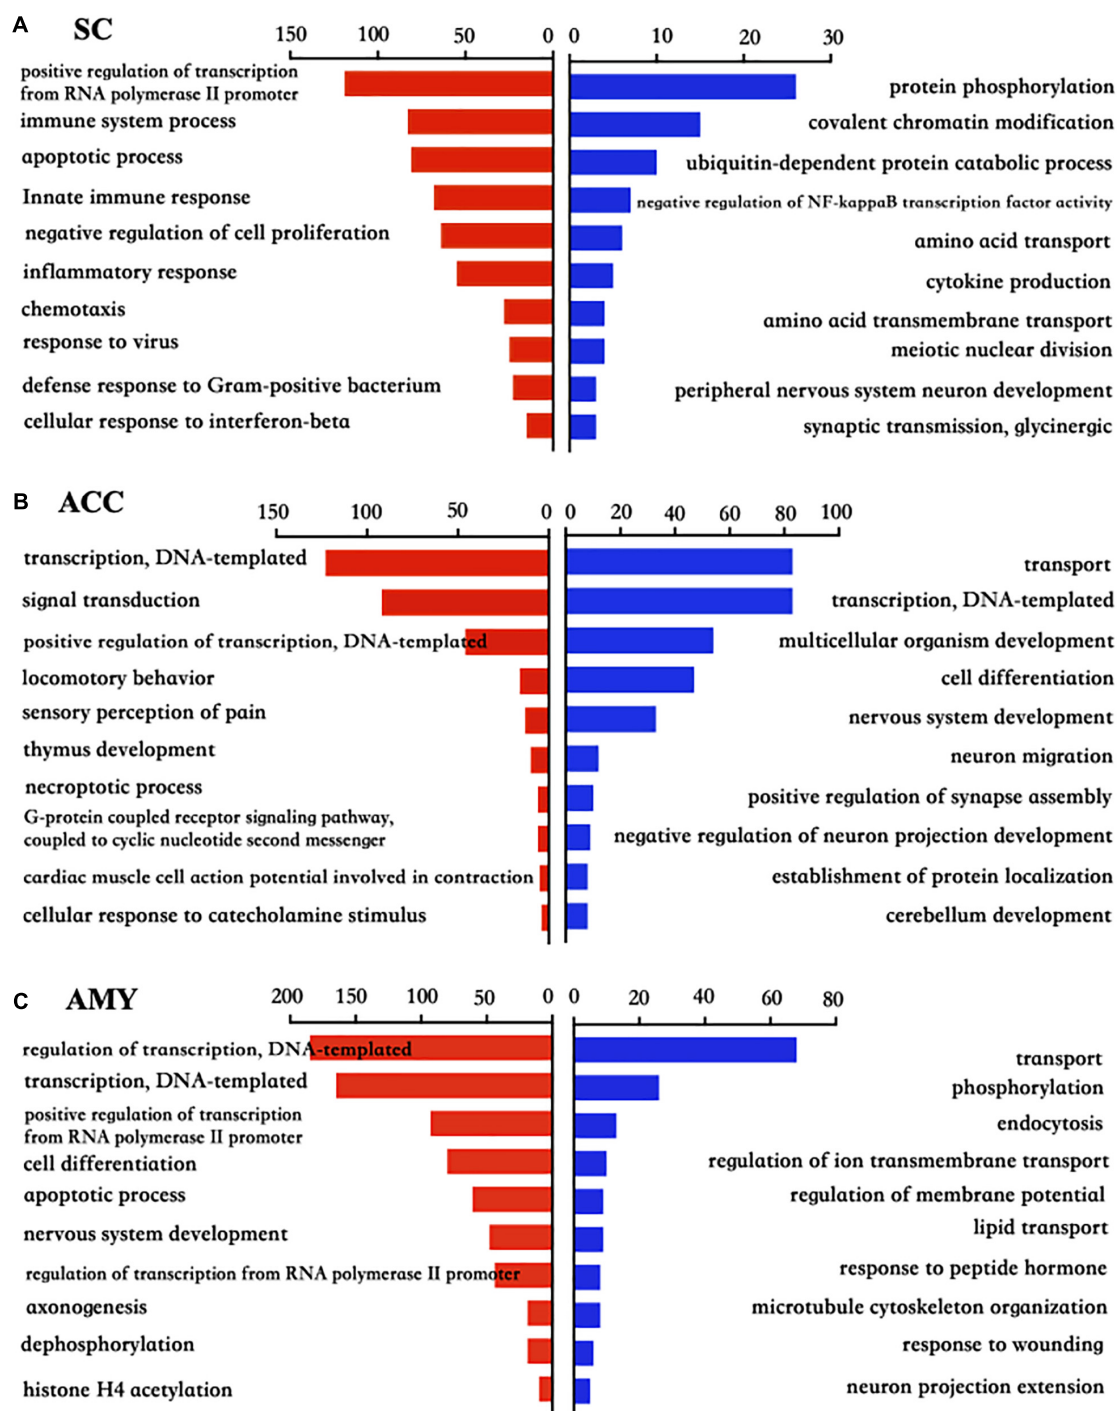 A SC
150 100 50 0 0 10 20 30
positive regulation of transcription
from RNA polymerase II promoter
protein phosphorylation
immune system process
covalent chromatin modification
apoptotic process
ubiquitin-dependent protein catabolic process
Innate immune response
negative regulation of NF-kappaB transcription factor activity
negative regulation of cell proliferation
amino acid transport
inflammatory response
cytokine production
chemotaxis
amino acid transmembrane transport
response to virus
meiotic nuclear division
defense response to Gram-positive bacterium
peripheral nervous system neuron development
cellular response to interferon-beta
synaptic transmission, glycinergic
B ACC
150 100 50 0 0 20 40 60 80 100
transcription, DNA-templated
transport
signal transduction
transcription, DNA-templated
positive regulation of transcription, DNA-templated
multicellular organism development
locomotory behavior
cell differentiation
sensory perception of pain
nervous system development
thymus development
neuron migration
necroptotic process
positive regulation of synapse assembly
G-protein coupled receptor signaling pathway,
coupled to cyclic nucleotide second messenger
negative regulation of neuron projection development
cardiac muscle cell action potential involved in contraction
establishment of protein localization
cellular response to catecholamine stimulus
cerebellum development
C AMY
200 150 100 50 0 0 20 40 60 80
regulation of transcription, DNA-templated
transport
transcription, DNA-templated
phosphorylation
positive regulation of transcription
from RNA polymerase II promoter
endocytosis
cell differentiation
regulation of ion transmembrane transport
apoptotic process
regulation of membrane potential
nervous system development
lipid transport
regulation of transcription from RNA polymerase II promoter
response to peptide hormone
axonogenesis
microtubule cytoskeleton organization
dephosphorylation
response to wounding
histone H4 acetylation
neuron projection extension